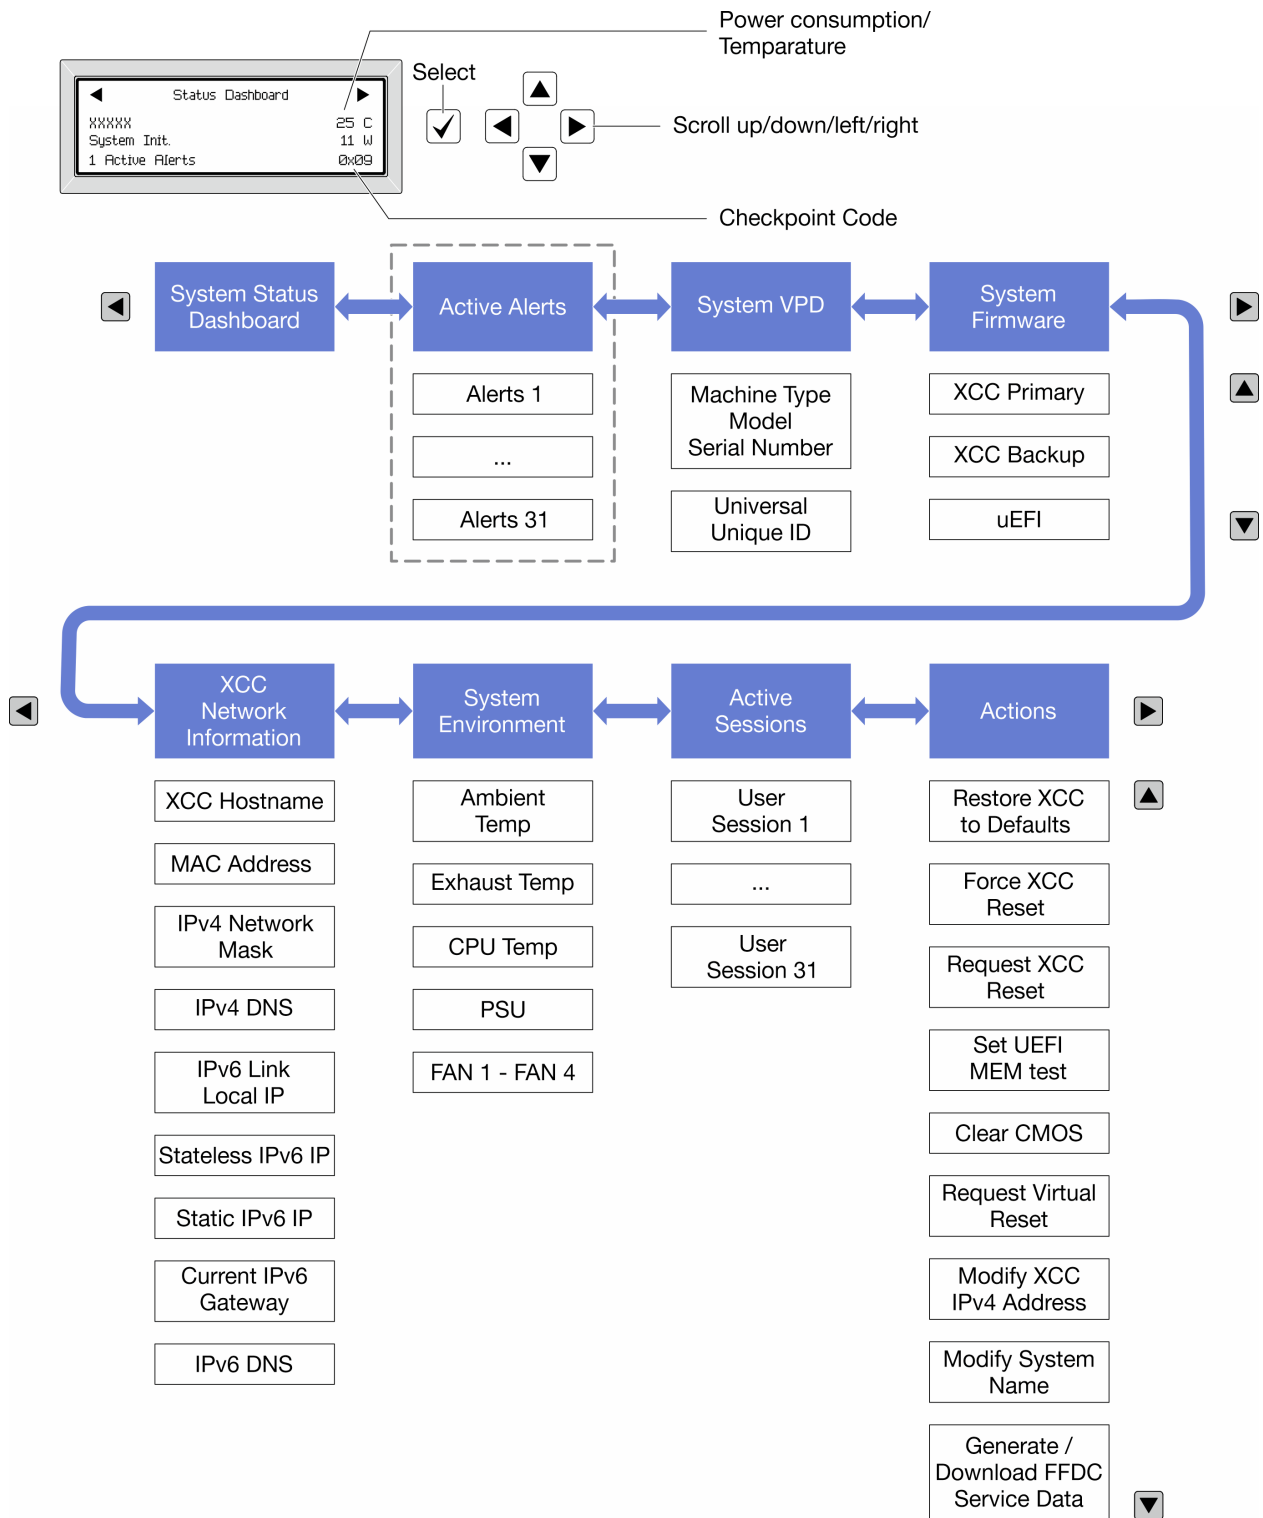 Power consumption/
Temparature
Select
Status Dashboard
XXXXX 25 C
System Init. 11 W
1 Active Alerts 0x09
Scroll up/down/left/right
Checkpoint Code
System Status
Dashboard
Active Alerts
System VPD
System
Firmware
Alerts 1
...
Alerts 31
Machine Type
Model
Serial Number
Universal
Unique ID
XCC Primary
XCC Backup
uEFI
XCC
Network
Information
System
Environment
Active
Sessions
Actions
XCC Hostname
MAC Address
IPv4 Network
Mask
IPv4 DNS
IPv6 Link
Local IP
Stateless IPv6 IP
Static IPv6 IP
Current IPv6
Gateway
IPv6 DNS
Ambient
Temp
Exhaust Temp
CPU Temp
PSU
FAN 1 - FAN 4
User
Session 1
...
User
Session 31
Restore XCC
to Defaults
Force XCC
Reset
Request XCC
Reset
Set UEFI
MEM test
Clear CMOS
Request Virtual
Reset
Modify XCC
IPv4 Address
Modify System
Name
Generate /
Download FFDC
Service Data